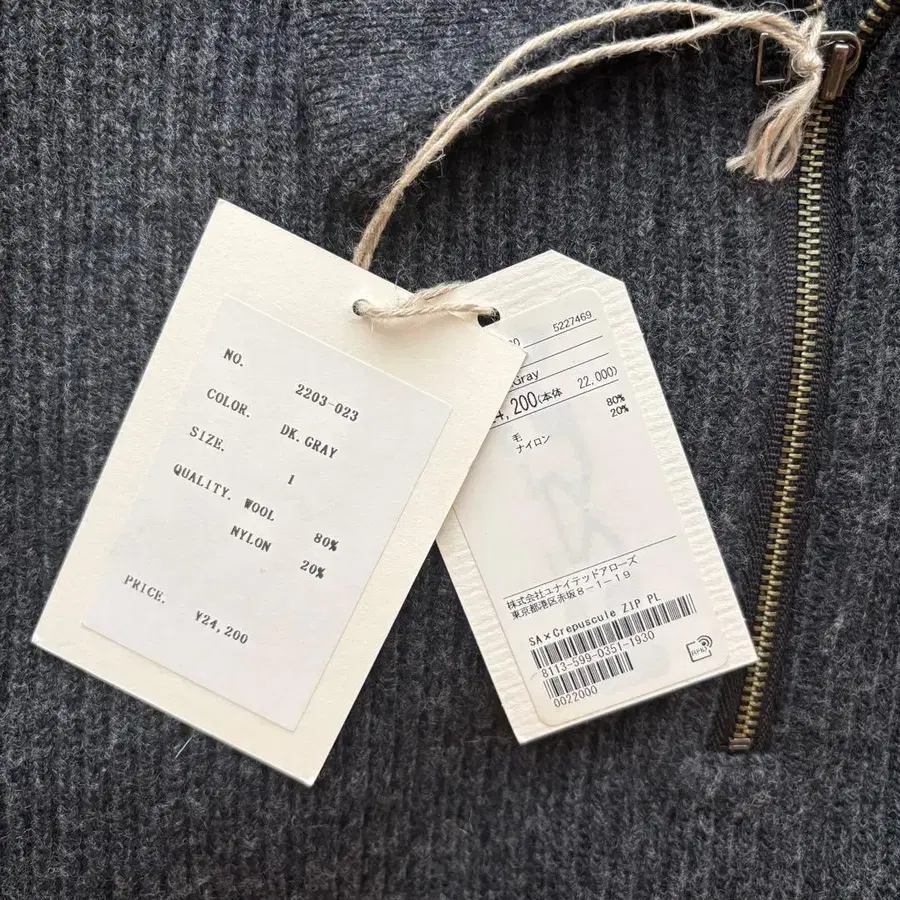 NO. 2203-023
COLOR. DK.GRAY
SIZE. 1
QUALITY. WOOL 80%
NYLON 20%
PRICE. ¥24,200
5227469
Gray
4,200(本体 22,000)
毛 80%
ナイロン 20%
株式会社ユナイテッドアローズ
東京都港区赤坂8-1-19
SA×Crepuscule ZIP PL
8113-599-0351-1930
0022000